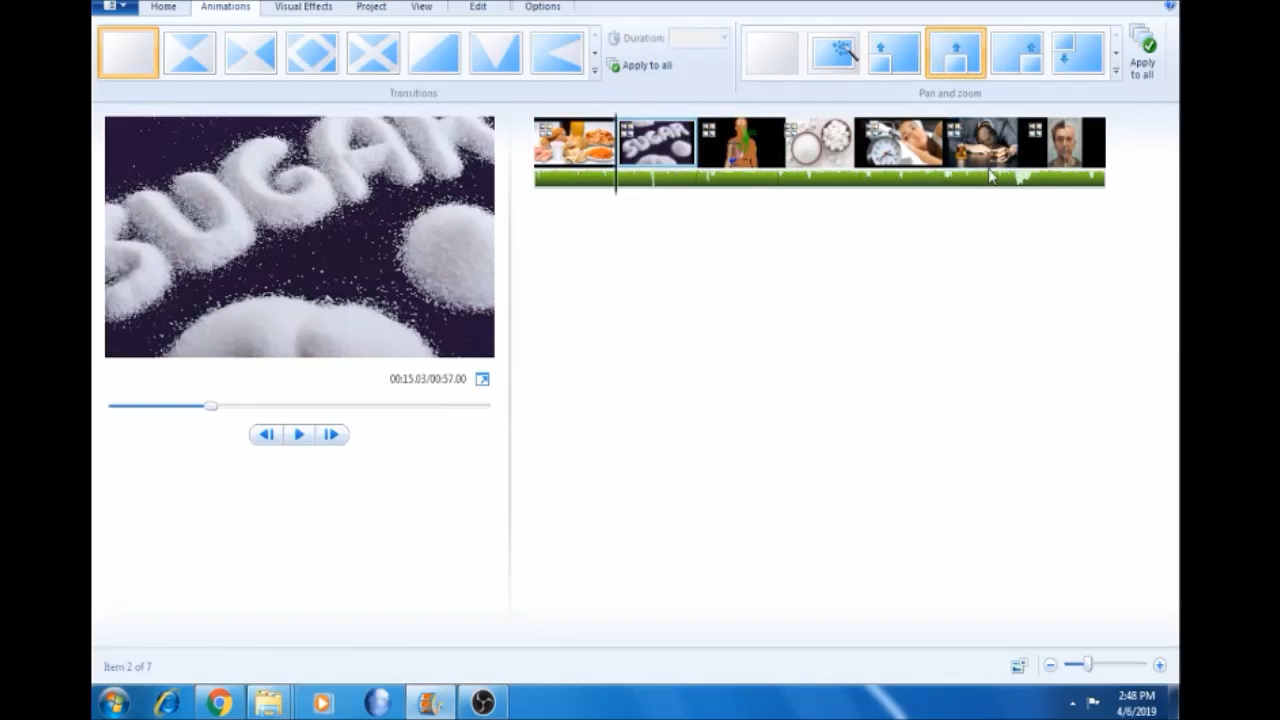 Animations
Home
Visual Effects
Project
View
Edit
Options
Duration:
Apply to all
Transitions
Apply to all
Pan and zoom
SUGAR
SUGAR
00:15.03/00:57.00
Item 2 of 7
2:48 PM
4/6/2019